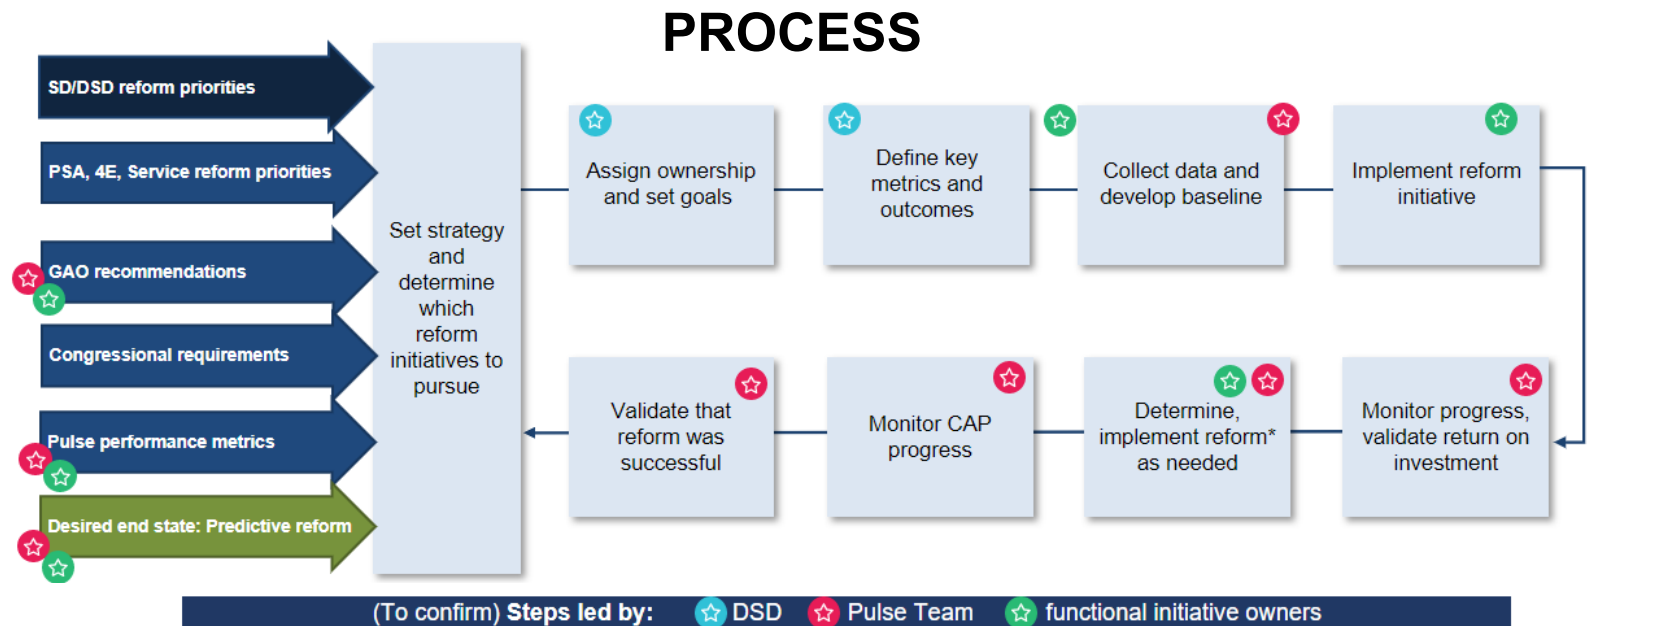 PROCESS
SD/DSD reform priorities
PSA, 4E, Service reform priorities
GAO recommendations
Congressional requirements
Pulse performance metrics
Desired end state: Predictive reform
Set strategy
and
determine
which
reform
initiatives to
pursue
Assign ownership
and set goals
Define key
metrics and
outcomes
Collect data and
develop baseline
Implement reform
initiative
Monitor progress,
validate return on
investment
Determine,
implement reform*
as needed
Monitor CAP
progress
Validate that
reform was
successful
(To confirm) Steps led by: DSD Pulse Team functional initiative owners